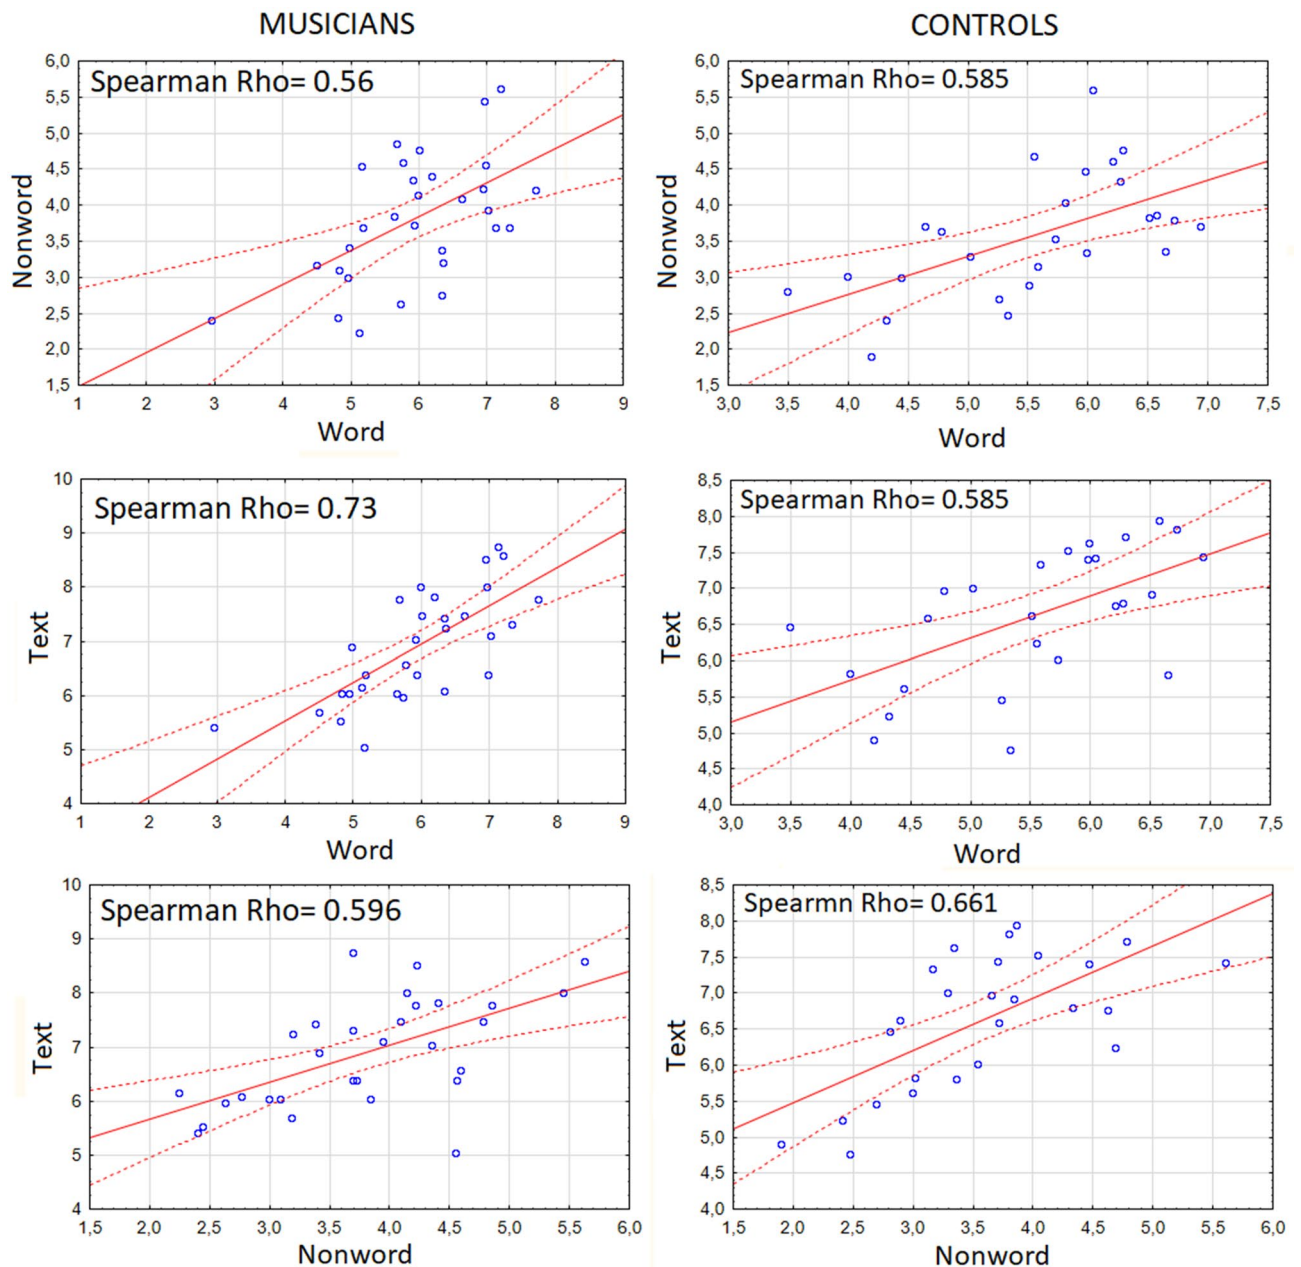 MUSICIANS
CONTROLS
Spearman Rho= 0.56
6,0
5,5
5,0
4,5
4,0
3,5
3,0
2,5
2,0
1,5
Nonword
1 2 3 4 5 6 7 8 9
Word
Spearman Rho= 0.585
6,0
5,5
5,0
4,5
4,0
3,5
3,0
2,5
2,0
1,5
Nonword
3,0 3,5 4,0 4,5 5,0 5,5 6,0 6,5 7,0 7,5
Word
Spearman Rho= 0.73
10
9
8
7
6
5
4
Text
1 2 3 4 5 6 7 8 9
Word
Spearman Rho= 0.585
8,5
8,0
7,5
7,0
6,5
6,0
5,5
5,0
4,5
4,0
Text
3,0 3,5 4,0 4,5 5,0 5,5 6,0 6,5 7,0 7,5
Word
Spearman Rho= 0.596
10
9
8
7
6
5
4
Text
1,5 2,0 2,5 3,0 3,5 4,0 4,5 5,0 5,5 6,0
Nonword
Spearmn Rho= 0.661
8,5
8,0
7,5
7,0
6,5
6,0
5,5
5,0
4,5
4,0
Text
1,5 2,0 2,5 3,0 3,5 4,0 4,5 5,0 5,5 6,0
Nonword